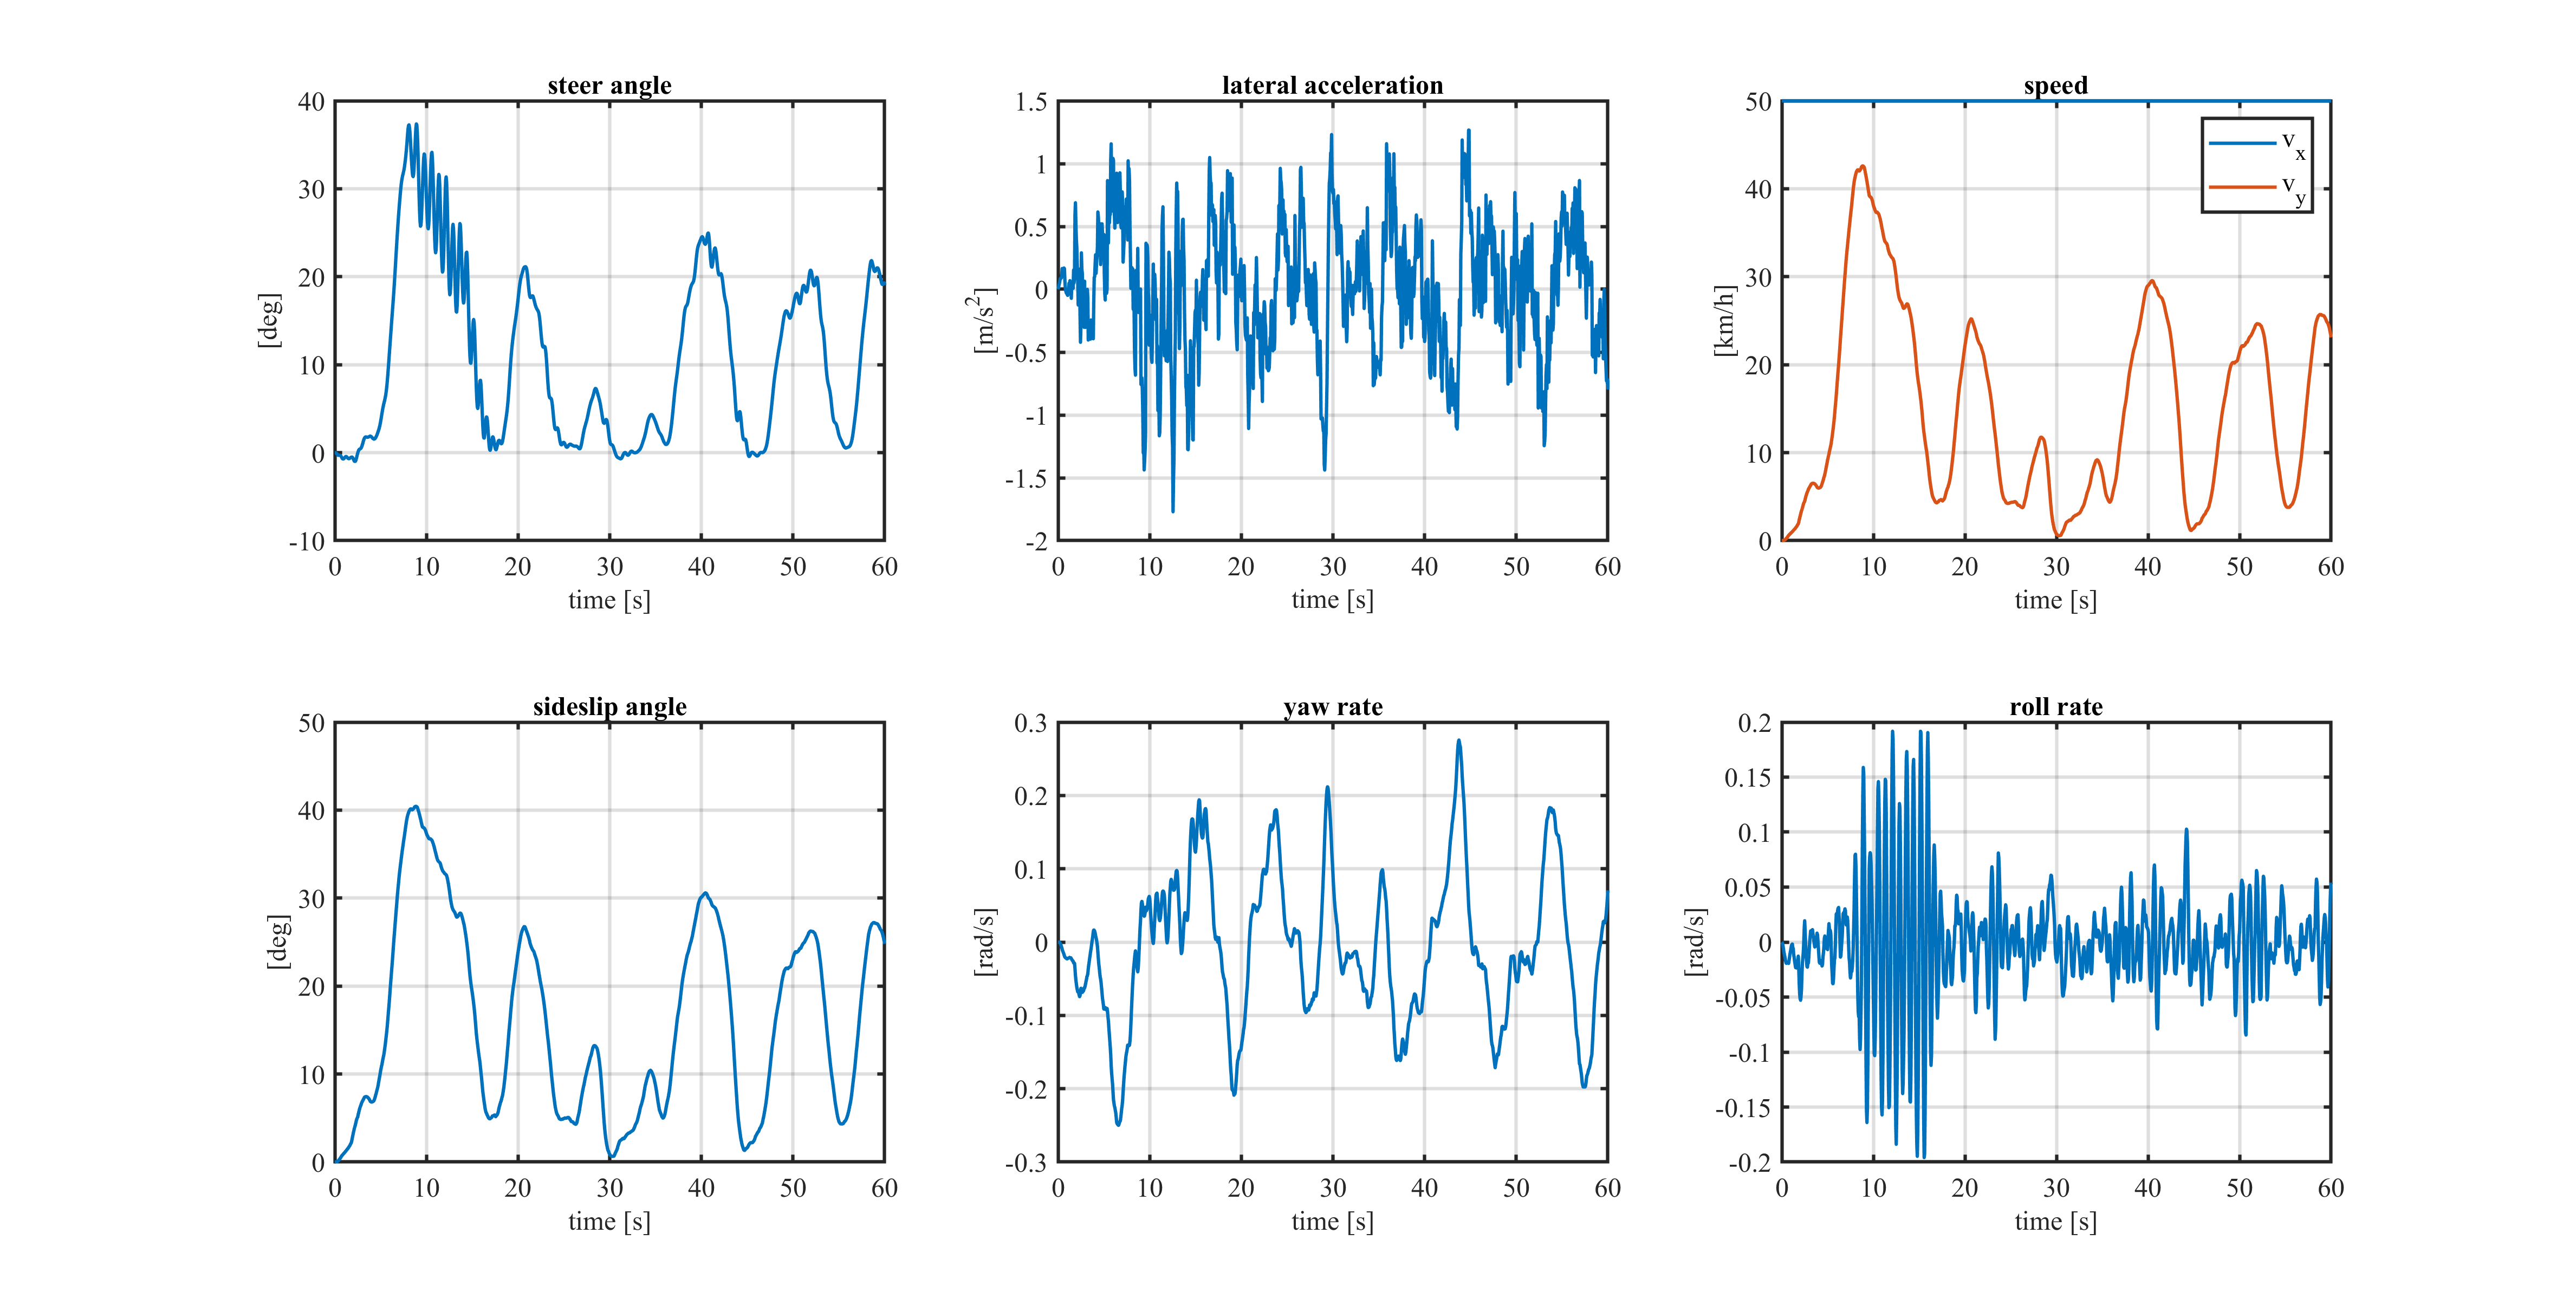 steer angle
40
30
20
10
0
-10
[deg]
0 10 20 30 40 50 60
time [s]
lateral acceleration
1.5
1
0.5
0
-0.5
-1
-1.5
-2
[m/s²]
0 10 20 30 40 50 60
time [s]
speed
50
40
30
20
10
0
[km/h]
v_x
v_y
0 10 20 30 40 50 60
time [s]
sideslip angle
50
40
30
20
10
0
[deg]
0 10 20 30 40 50 60
time [s]
yaw rate
0.3
0.2
0.1
0
-0.1
-0.2
-0.3
[rad/s]
0 10 20 30 40 50 60
time [s]
roll rate
0.2
0.15
0.1
0.05
0
-0.05
-0.1
-0.15
-0.2
[rad/s]
0 10 20 30 40 50 60
time [s]